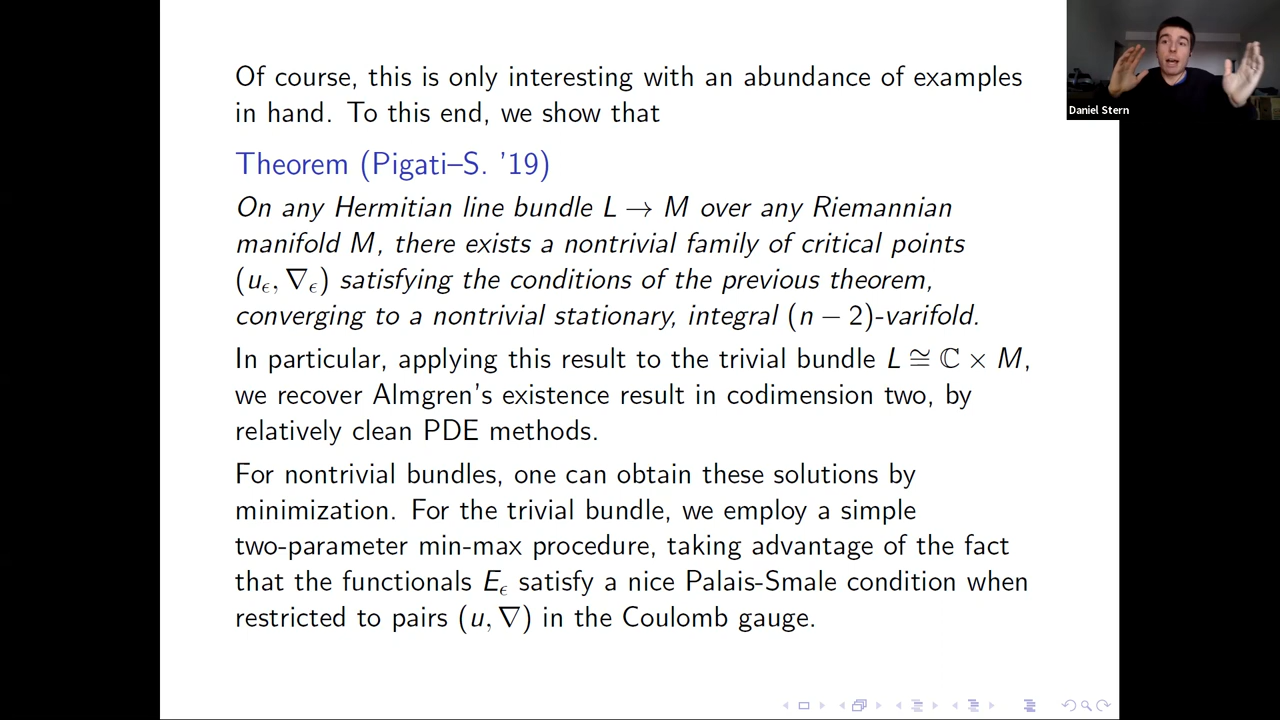 Of course, this is only interesting with an abundance of examples
in hand. To this end, we show that
Theorem (Pigati–S. '19)
On any Hermitian line bundle L → M over any Riemannian
manifold M, there exists a nontrivial family of critical points
(uϵ, ∇ϵ) satisfying the conditions of the previous theorem,
converging to a nontrivial stationary, integral (n − 2)-varifold.
In particular, applying this result to the trivial bundle L ≅ ℂ × M,
we recover Almgren's existence result in codimension two, by
relatively clean PDE methods.
For nontrivial bundles, one can obtain these solutions by
minimization. For the trivial bundle, we employ a simple
two-parameter min-max procedure, taking advantage of the fact
that the functionals Eϵ satisfy a nice Palais-Smale condition when
restricted to pairs (u, ∇) in the Coulomb gauge.
Daniel Stern